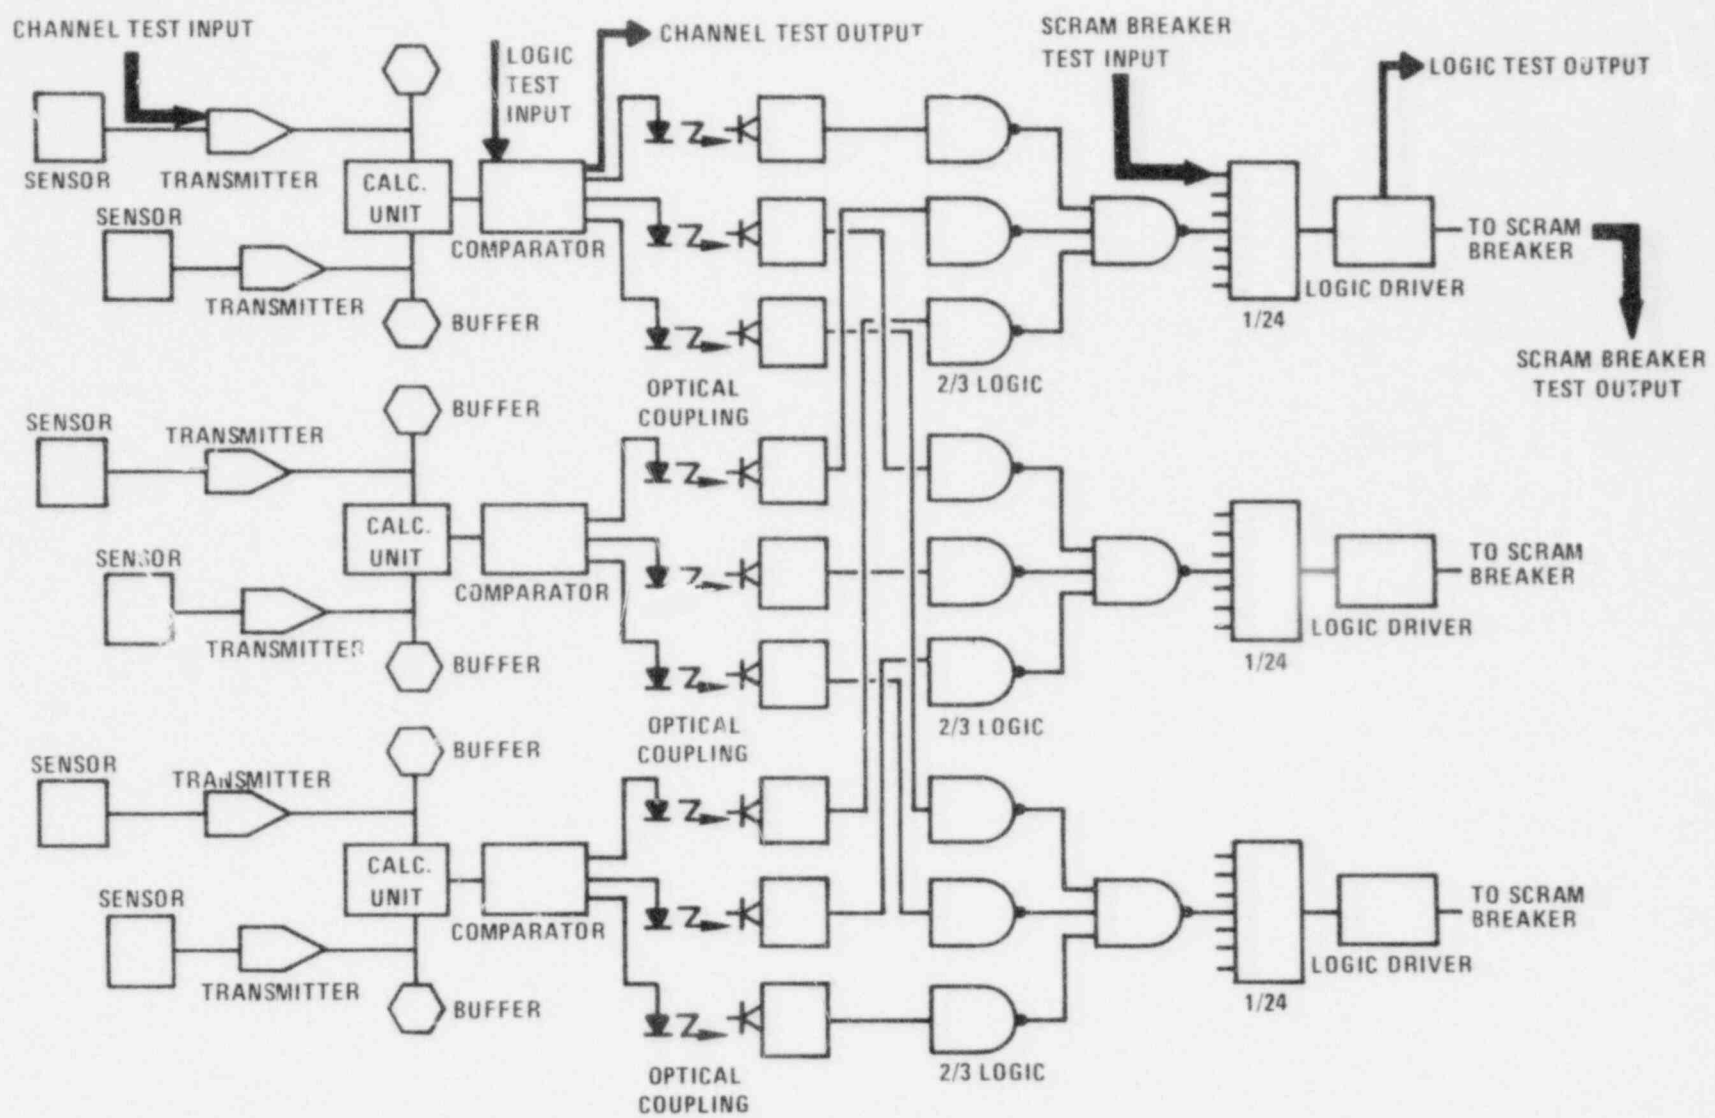 CHANNEL TEST INPUT
LOGIC
TEST
INPUT
CHANNEL TEST OUTPUT
SCRAM BREAKER
TEST INPUT
LOGIC TEST OUTPUT
SENSOR
TRANSMITTER
CALC.
UNIT
COMPARATOR
SENSOR
TRANSMITTER
BUFFER
OPTICAL
COUPLING
2/3 LOGIC
1/24
LOGIC DRIVER
TO SCRAM
BREAKER
SCRAM BREAKER
TEST OUTPUT
SENSOR
TRANSMITTER
BUFFER
CALC.
UNIT
COMPARATOR
SENSOR
TRANSMITTER
BUFFER
OPTICAL
COUPLING
2/3 LOGIC
1/24
LOGIC DRIVER
TO SCRAM
BREAKER
SENSOR
TRANSMITTER
BUFFER
CALC.
UNIT
COMPARATOR
SENSOR
TRANSMITTER
BUFFER
OPTICAL
COUPLING
2/3 LOGIC
1/24
LOGIC DRIVER
TO SCRAM
BREAKER